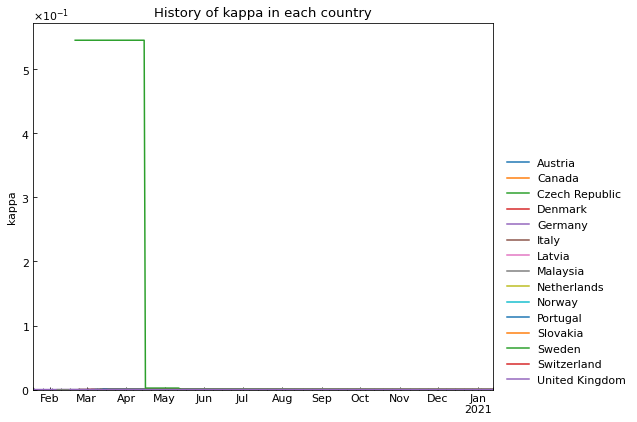 History of kappa in each country
×10⁻¹
kappa
5
4
3
2
1
0
Feb Mar Apr May Jun Jul Aug Sep Oct Nov Dec Jan
2021
Austria
Canada
Czech Republic
Denmark
Germany
Italy
Latvia
Malaysia
Netherlands
Norway
Portugal
Slovakia
Sweden
Switzerland
United Kingdom